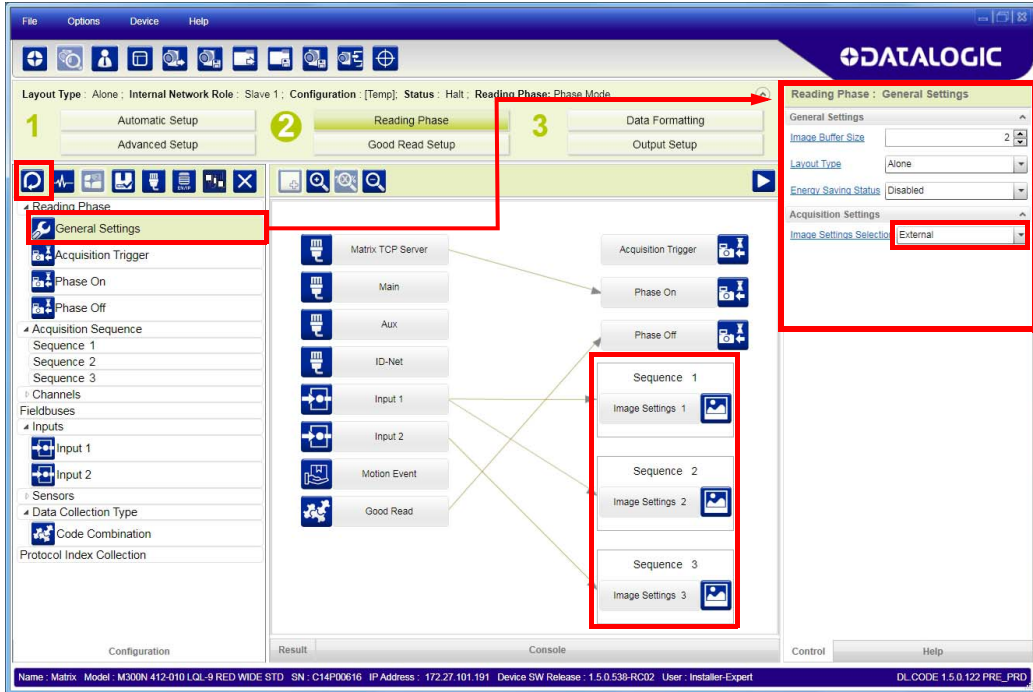 File Options Device Help
DATALOGIC
Layout Type : Alone ; Internal Network Role : Slave 1 ; Configuration : [Temp]; Status : Halt ; Reading Phase: Phase Mode
1 Automatic Setup
Advanced Setup
2 Reading Phase
Good Read Setup
3 Data Formatting
Output Setup
Reading Phase
General Settings
Acquisition Trigger
Phase On
Phase Off
Acquisition Sequence
Sequence 1
Sequence 2
Sequence 3
Channels
Fieldbuses
Inputs
Input 1
Input 2
Sensors
Data Collection Type
Code Combination
Protocol Index Collection
Configuration
Matrix TCP Server
Main
Aux
ID-Net
Input 1
Input 2
Motion Event
Good Read
Acquisition Trigger
Phase On
Phase Off
Sequence 1
Image Settings 1
Sequence 2
Image Settings 2
Sequence 3
Image Settings 3
Result Console
Reading Phase : General Settings
General Settings
Image Buffer Size 2
Layout Type Alone
Energy Saving Status Disabled
Acquisition Settings
Image Settings Selection External
Control Help
Name : Matrix Model : M300N 412-010 LQL-9 RED WIDE STD SN : C14P00616 IP Address : 172.27.101.191 Device SW Release : 1.5.0.538-RC02 User : Installer-Expert DL.CODE 1.5.0.122 PRE_PRD